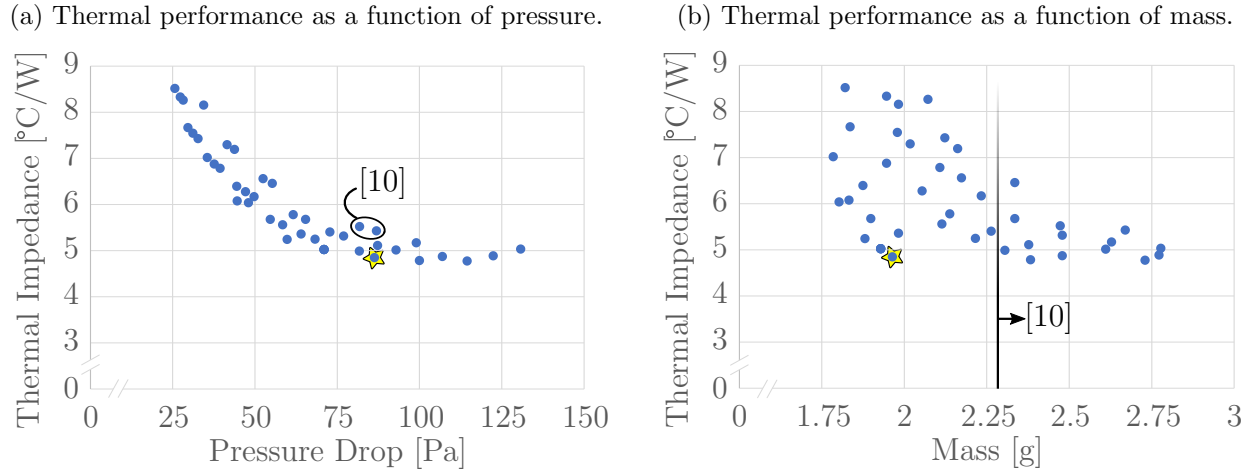 (a) Thermal performance as a function of pressure.
Thermal Impedance [°C/W]
9
8
7
6
5
4
3
0
[10]
0 25 50 75 100 125 150
Pressure Drop [Pa]
(b) Thermal performance as a function of mass.
Thermal Impedance [°C/W]
9
8
7
6
5
4
3
0
[10]
0 1.75 2 2.25 2.5 2.75 3
Mass [g]